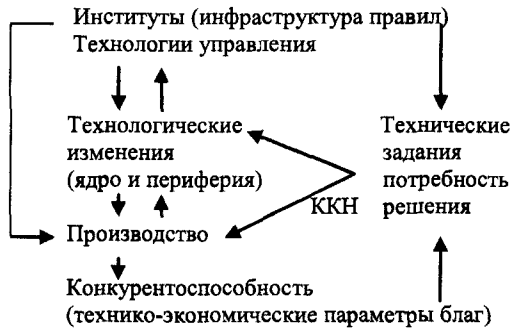 Институты (инфраструктура правил)
Технологии управления
Технологические
изменения
(ядро и периферия)
Технические
задания
потребность
решения
ККН
Производство
Конкурентоспособность
(технико-экономические параметры благ)